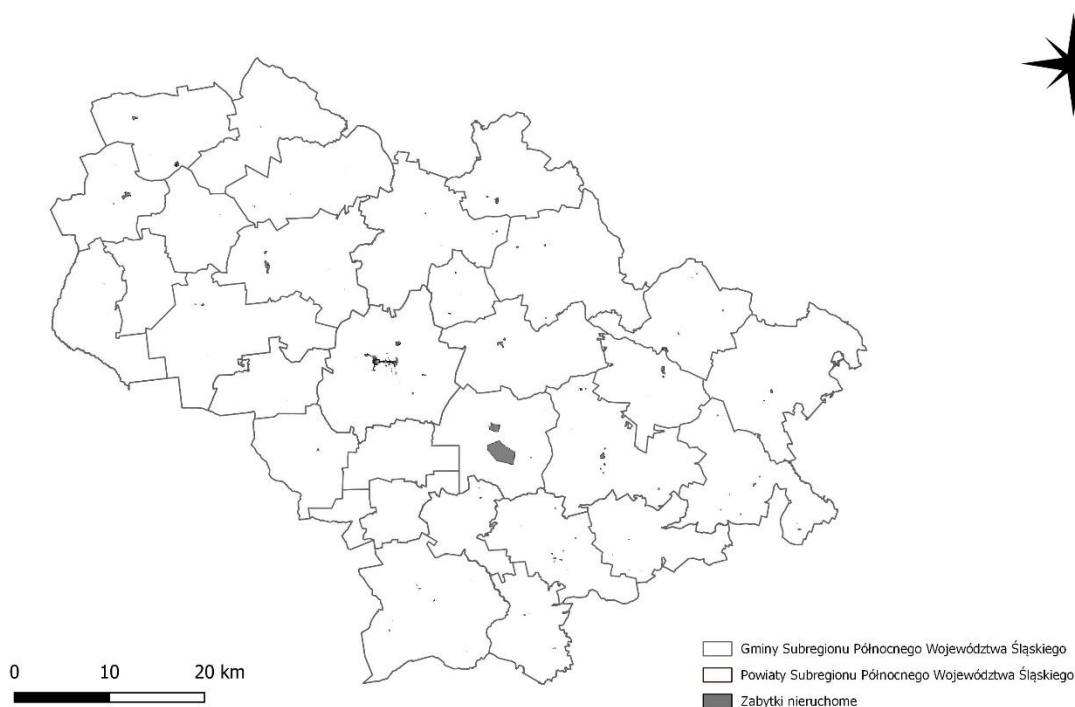 0 10 20 km
Gminy Subregionu Północnego Województwa Śląskiego
Powiaty Subregionu Północnego Województwa Śląskiego
Zabytki nieruchome